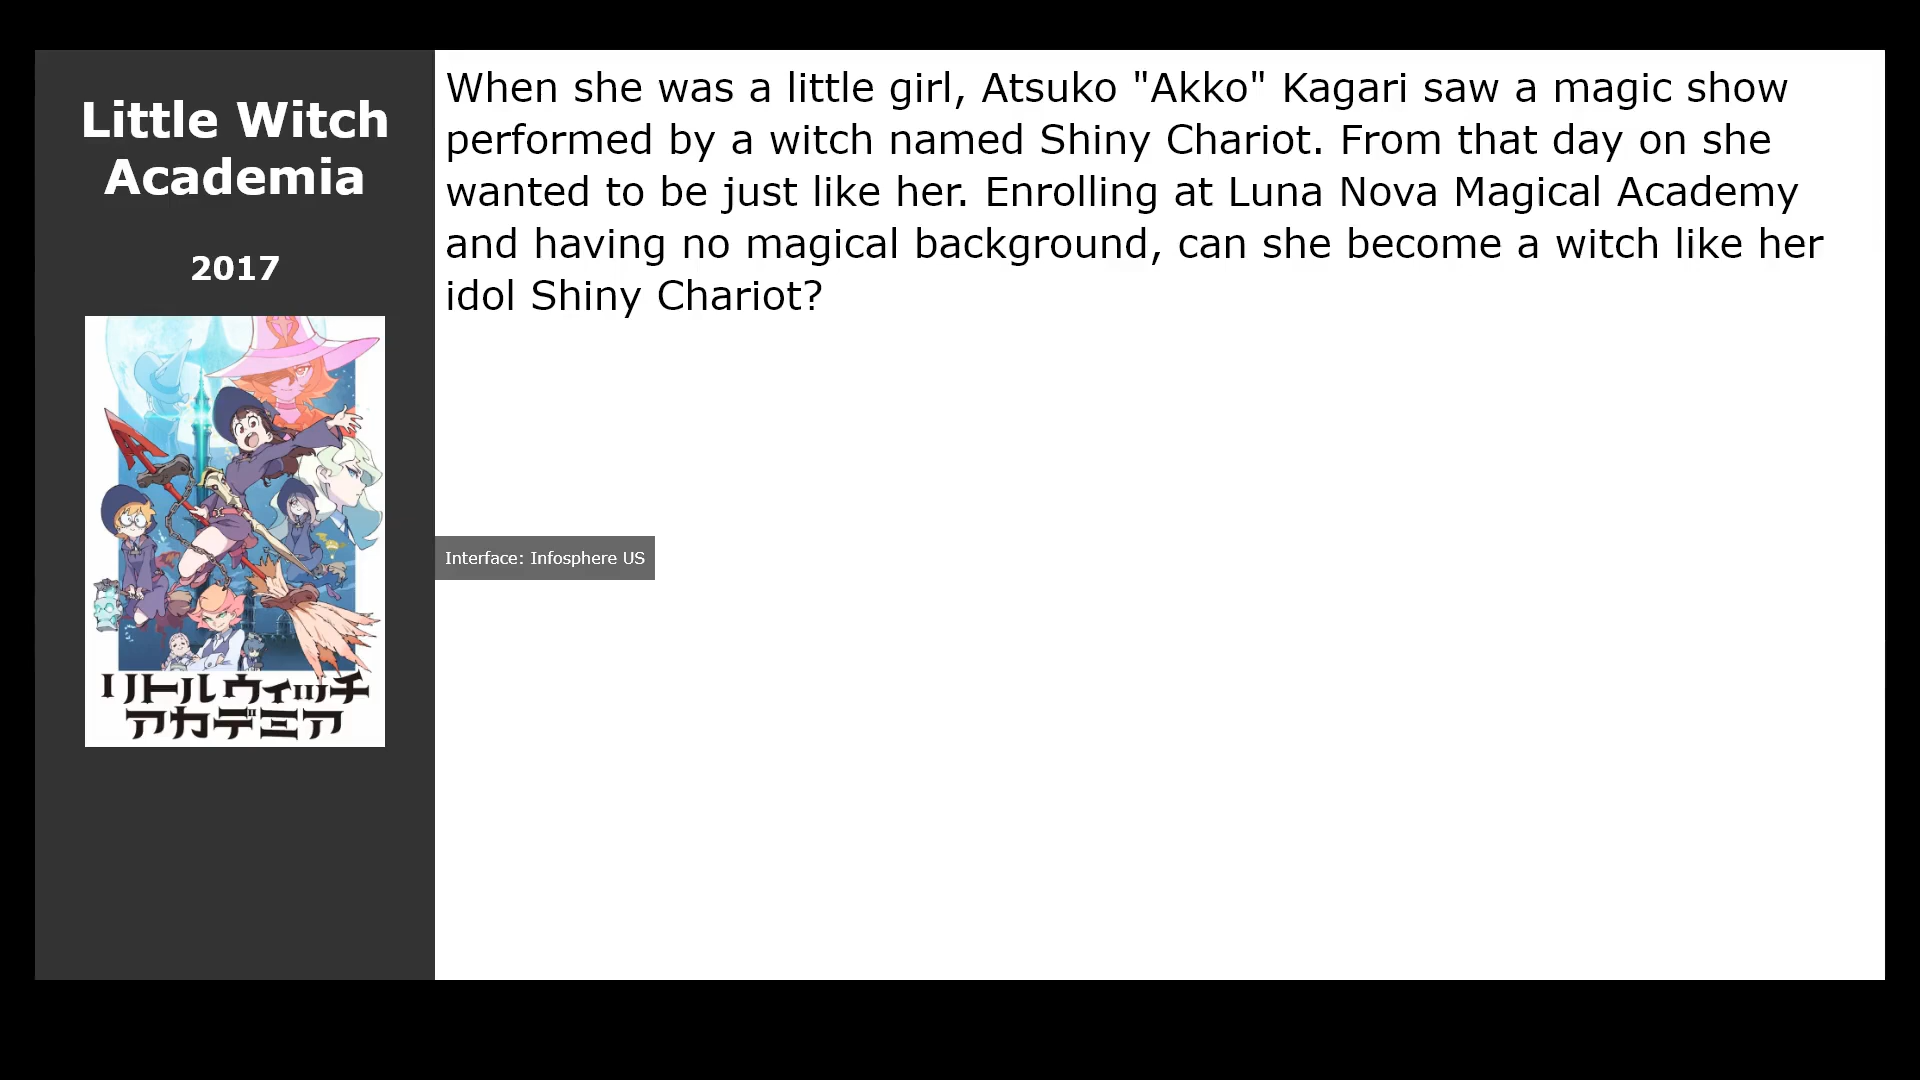 Little Witch
Academia
2017
リトルウィッチ
アカデミア
When she was a little girl, Atsuko "Akko" Kagari saw a magic show
performed by a witch named Shiny Chariot. From that day on she
wanted to be just like her. Enrolling at Luna Nova Magical Academy
and having no magical background, can she become a witch like her
idol Shiny Chariot?
Interface: Infosphere US